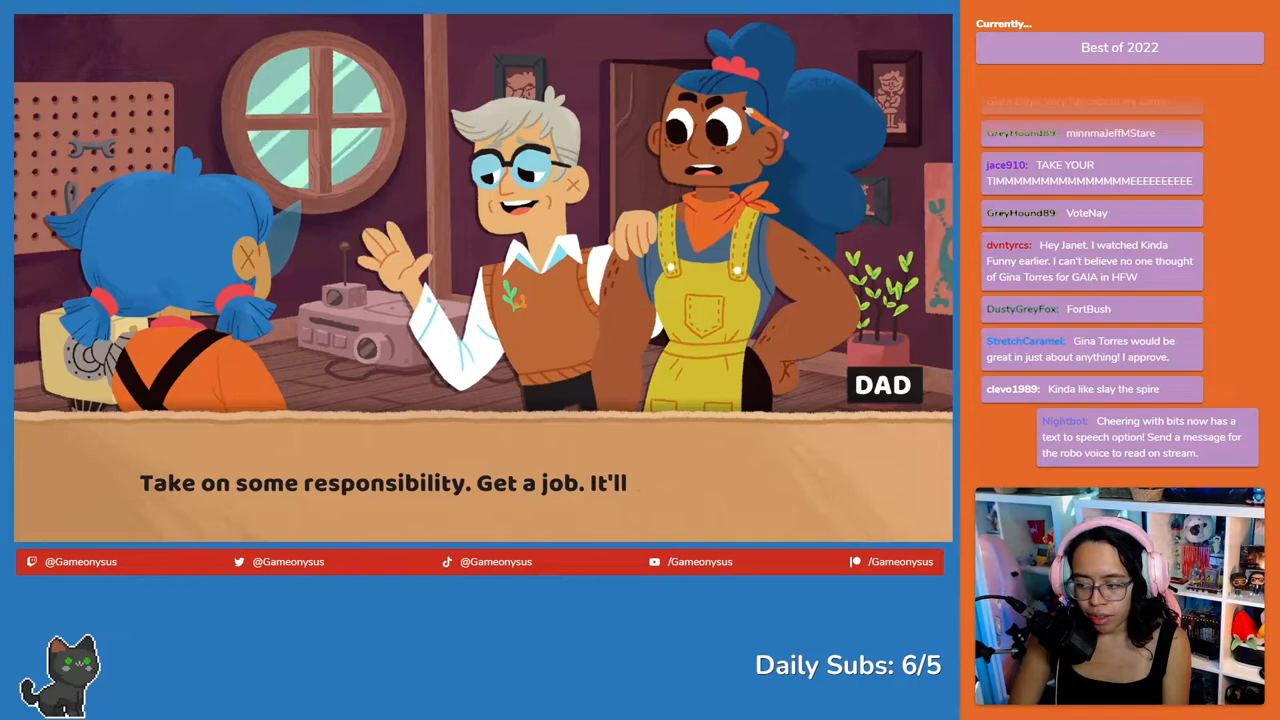 DAD
Take on some responsibility. Get a job. It'll
@Gameonysus
@Gameonysus
@Gameonysus
/Gameonysus
/Gameonysus
Daily Subs: 6/5
Currently...
Best of 2022
GreyHound89: minnmaJeffMStare
jace910: TAKE YOUR
TIMMMMMMMMMMMMMMMEEEEEEEEEE
GreyHound89: VoteNay
dvntyrcs: Hey Janet. I watched Kinda
Funny earlier. I can't believe no one thought
of Gina Torres for GAIA in HFW
DustyGreyFox: FortBush
StretchCaramel: Gina Torres would be
great in just about anything! I approve.
clevo1989: Kinda like slay the spire
Nightbot: Cheering with bits now has a
text to speech option! Send a message for
the robo voice to read on stream.